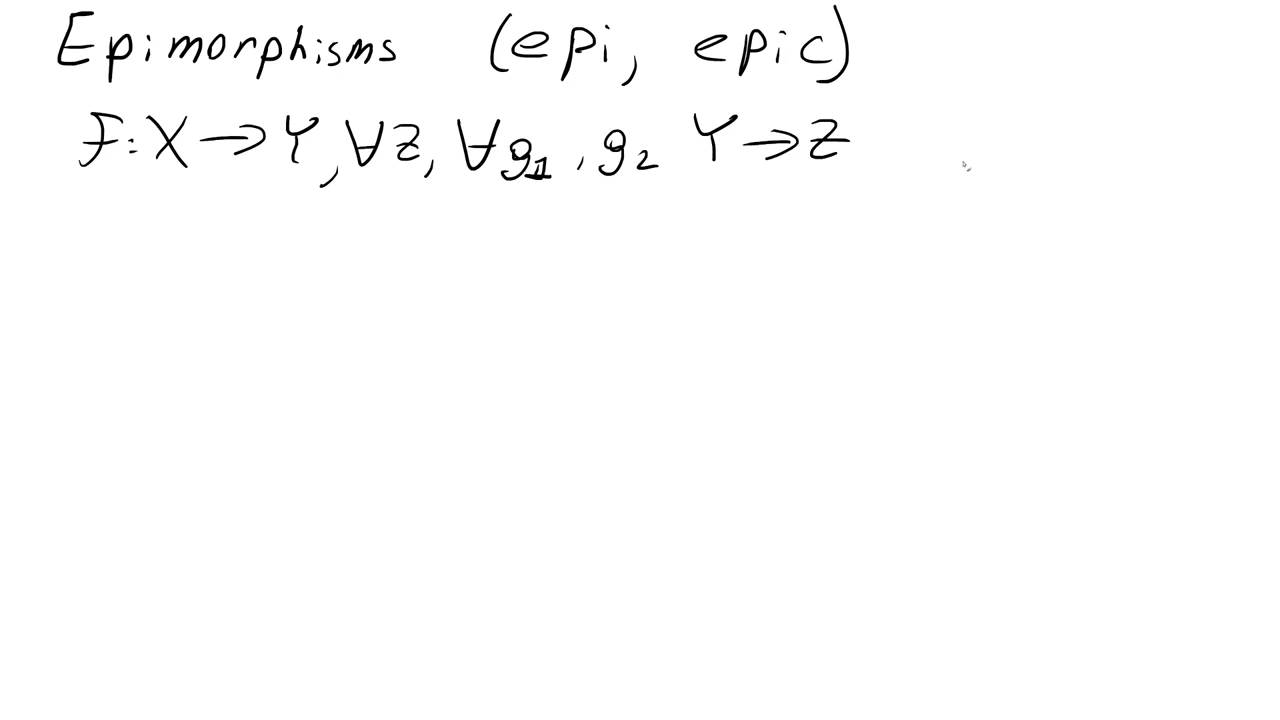 Epimorphisms (epi, epic)
F: X → Y, ∀Z, ∀g₁, g₂ Y → Z